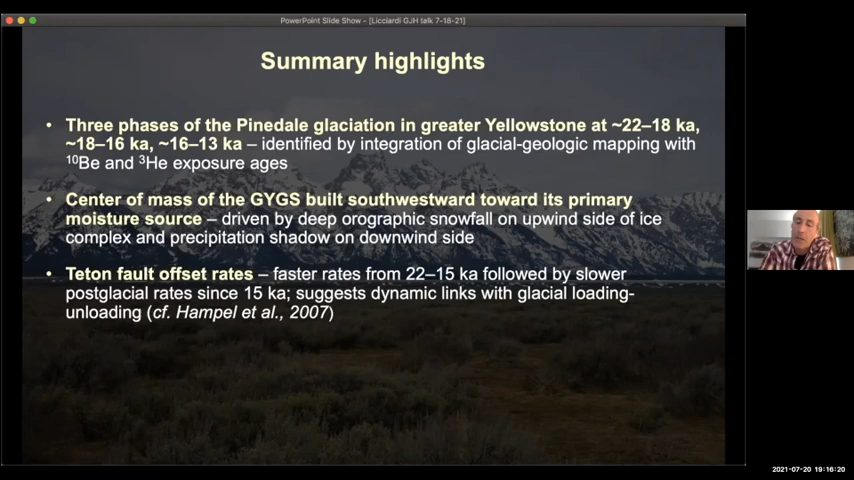 PowerPoint Slide Show - [Licciardi GJH talk 7-18-21]
Summary highlights
• Three phases of the Pinedale glaciation in greater Yellowstone at ~22–18 ka,
~18–16 ka, ~16–13 ka – identified by integration of glacial-geologic mapping with
¹⁰Be and ³He exposure ages
• Center of mass of the GYGS built southwestward toward its primary
moisture source – driven by deep orographic snowfall on upwind side of ice
complex and precipitation shadow on downwind side
• Teton fault offset rates – faster rates from 22–15 ka followed by slower
postglacial rates since 15 ka; suggests dynamic links with glacial loading-
unloading (cf. Hampel et al., 2007)
2021-07-20 19:16:20